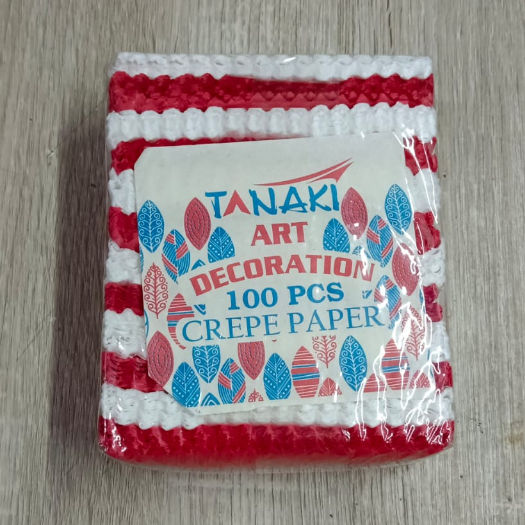 TANAKI
ART
DECORATION
100 PCS
CREPE PAPER